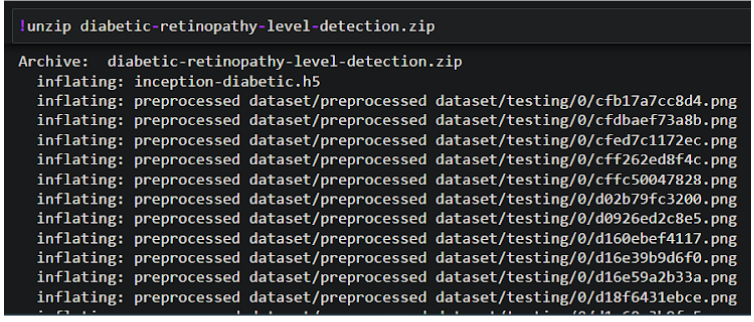 !unzip diabetic-retinopathy-level-detection.zip
Archive:  diabetic-retinopathy-level-detection.zip
  inflating: inception-diabetic.h5
  inflating: preprocessed dataset/preprocessed dataset/testing/0/cfb17a7cc8d4.png
  inflating: preprocessed dataset/preprocessed dataset/testing/0/cfdbaef73a8b.png
  inflating: preprocessed dataset/preprocessed dataset/testing/0/cfed7c1172ec.png
  inflating: preprocessed dataset/preprocessed dataset/testing/0/cff262ed8f4c.png
  inflating: preprocessed dataset/preprocessed dataset/testing/0/cffc50047828.png
  inflating: preprocessed dataset/preprocessed dataset/testing/0/d02b79fc3200.png
  inflating: preprocessed dataset/preprocessed dataset/testing/0/d0926ed2c8e5.png
  inflating: preprocessed dataset/preprocessed dataset/testing/0/d160ebef4117.png
  inflating: preprocessed dataset/preprocessed dataset/testing/0/d16e39b9d6f0.png
  inflating: preprocessed dataset/preprocessed dataset/testing/0/d16e59a2b33a.png
  inflating: preprocessed dataset/preprocessed dataset/testing/0/d18f6431ebce.png